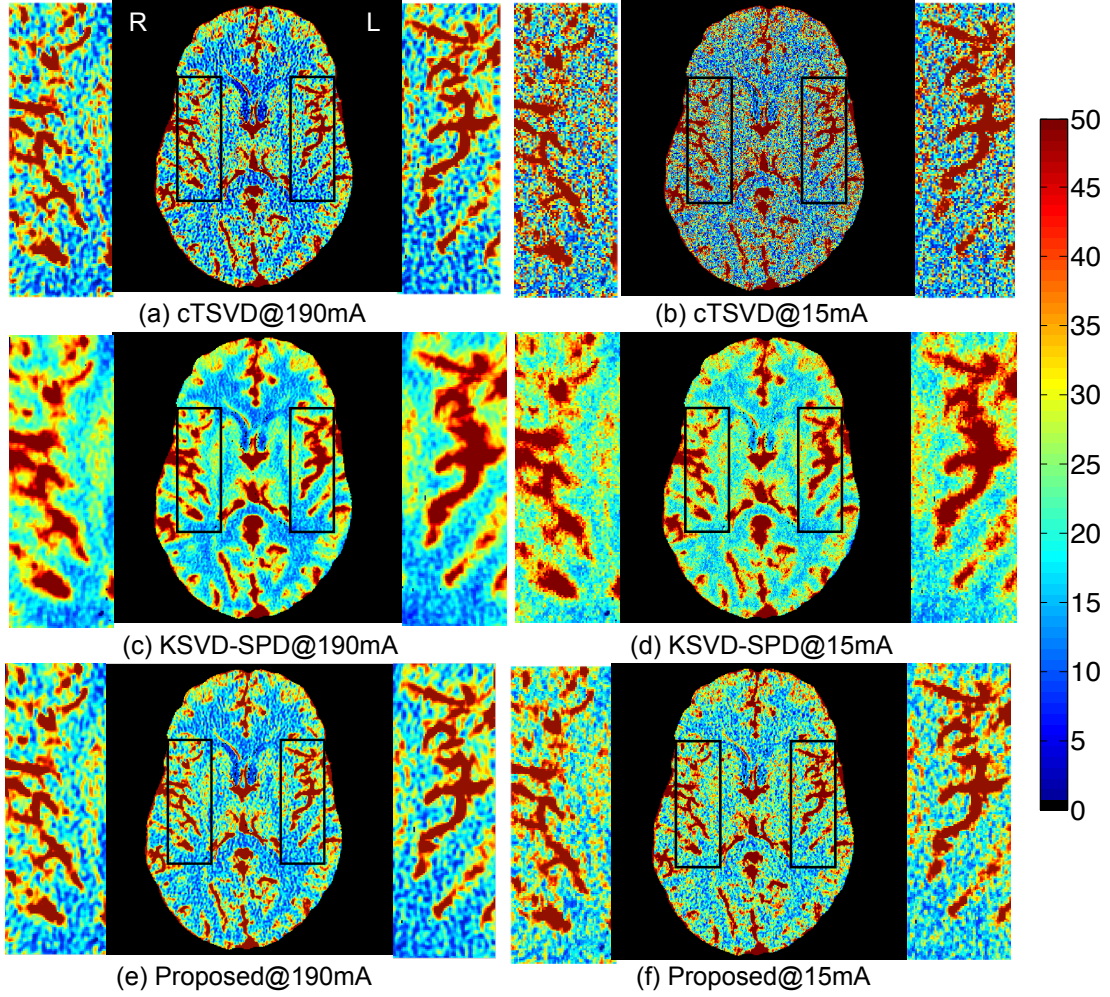 R
L
(a) cTSVD@190mA
(b) cTSVD@15mA
(c) KSVD-SPD@190mA
(d) KSVD-SPD@15mA
(e) Proposed@190mA
(f) Proposed@15mA
50
45
40
35
30
25
20
15
10
5
0